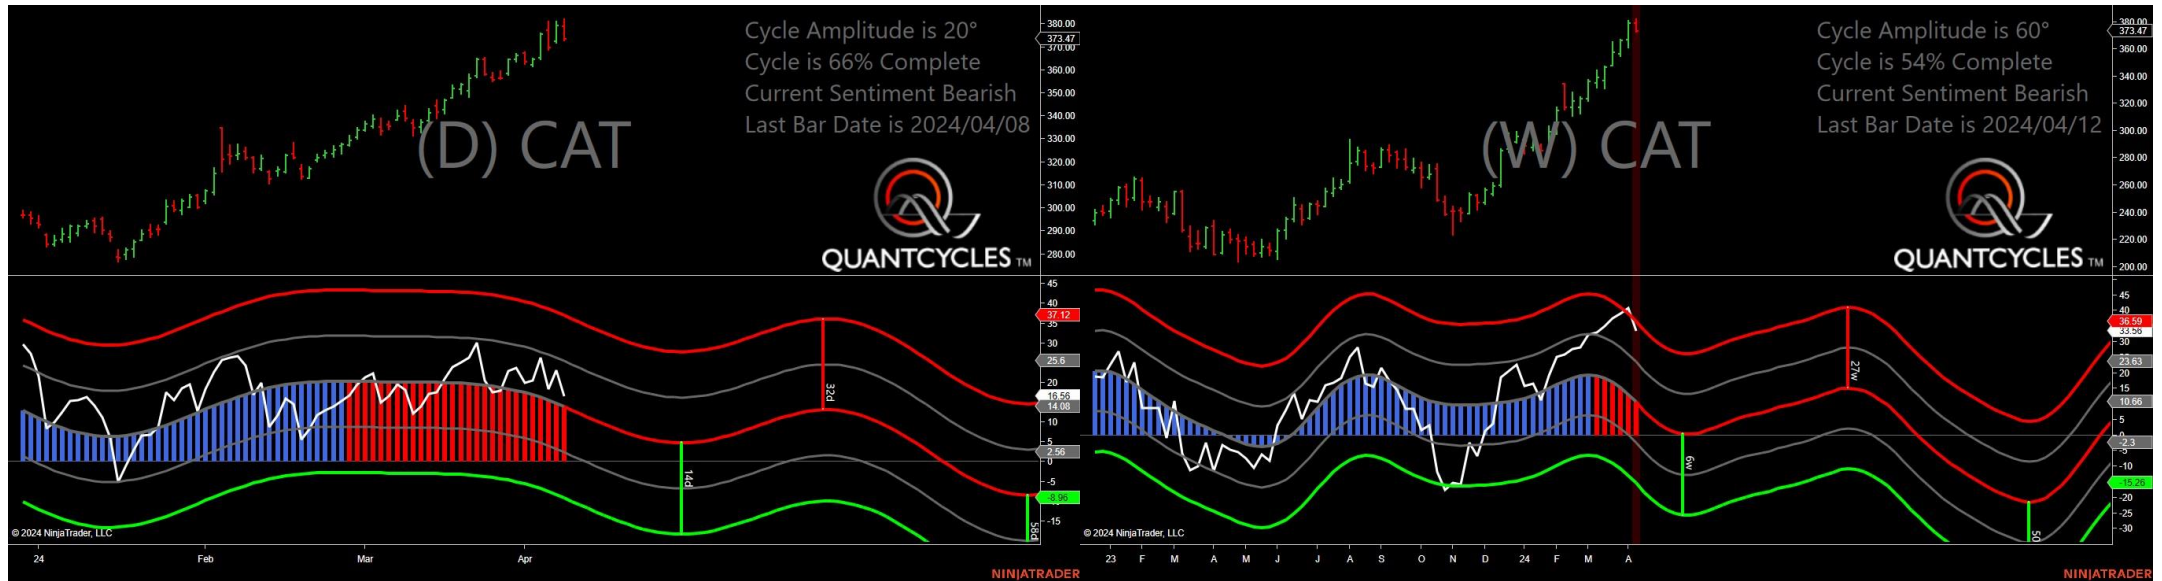 Cycle Amplitude is 20°
Cycle is 66% Complete
Current Sentiment Bearish
Last Bar Date is 2024/04/08
(D) CAT
QUANTCYCLES TM
380.00
373.47
370.00
360.00
350.00
340.00
330.00
320.00
310.00
300.00
290.00
280.00
45
40
37.12
35
30
25.6
20
16.56
14.08
10
5
2.56
0
-5
-8.96
-15
32d
14d
58d
© 2024 NinjaTrader, LLC
24 Feb Mar Apr
NINJATRADER
Cycle Amplitude is 60°
Cycle is 54% Complete
Current Sentiment Bearish
Last Bar Date is 2024/04/12
(W) CAT
QUANTCYCLES TM
380.00
373.47
360.00
340.00
320.00
300.00
280.00
260.00
240.00
220.00
200.00
45
40
36.59
33.56
30
23.63
20
15
10.66
5
0
-2.3
-5
-10
-15.26
-20
-25
-30
27w
6w
50
© 2024 NinjaTrader, LLC
23 F M A M J J A S O N D 24 F M A
NINJATRADER